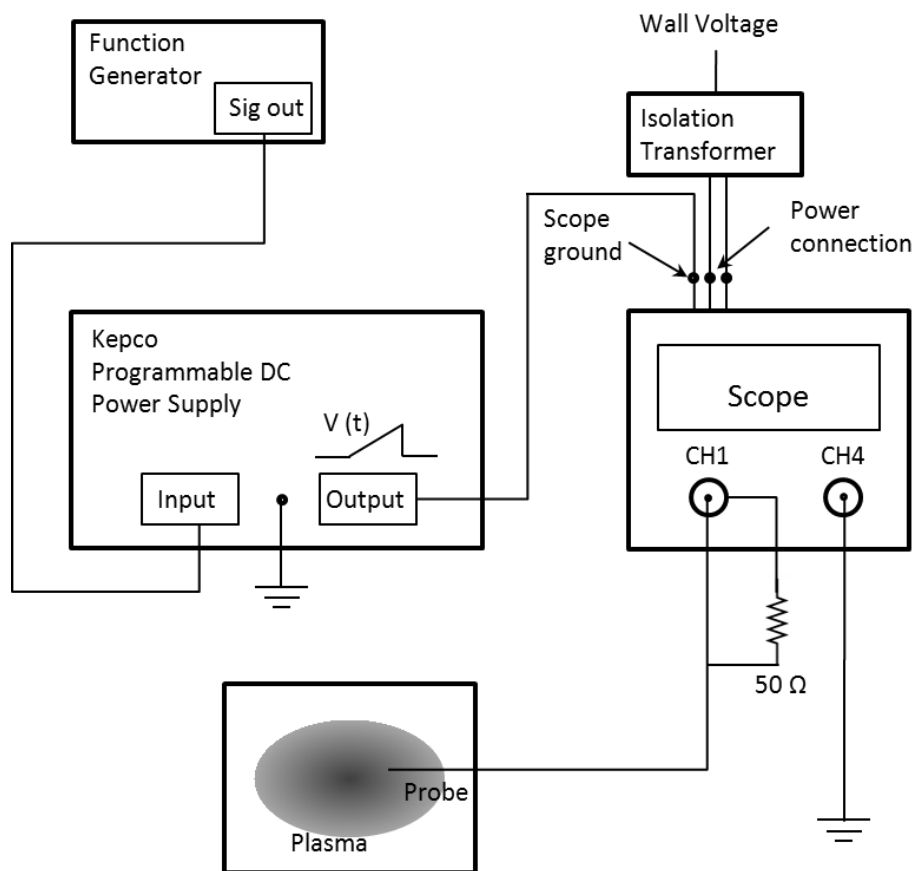 Function
Generator
Sig out
Wall Voltage
Isolation
Transformer
Scope
ground
Power
connection
Kepco
Programmable DC
Power Supply
V (t)
Input
Output
Scope
CH1
CH4
50 Ω
Probe
Plasma